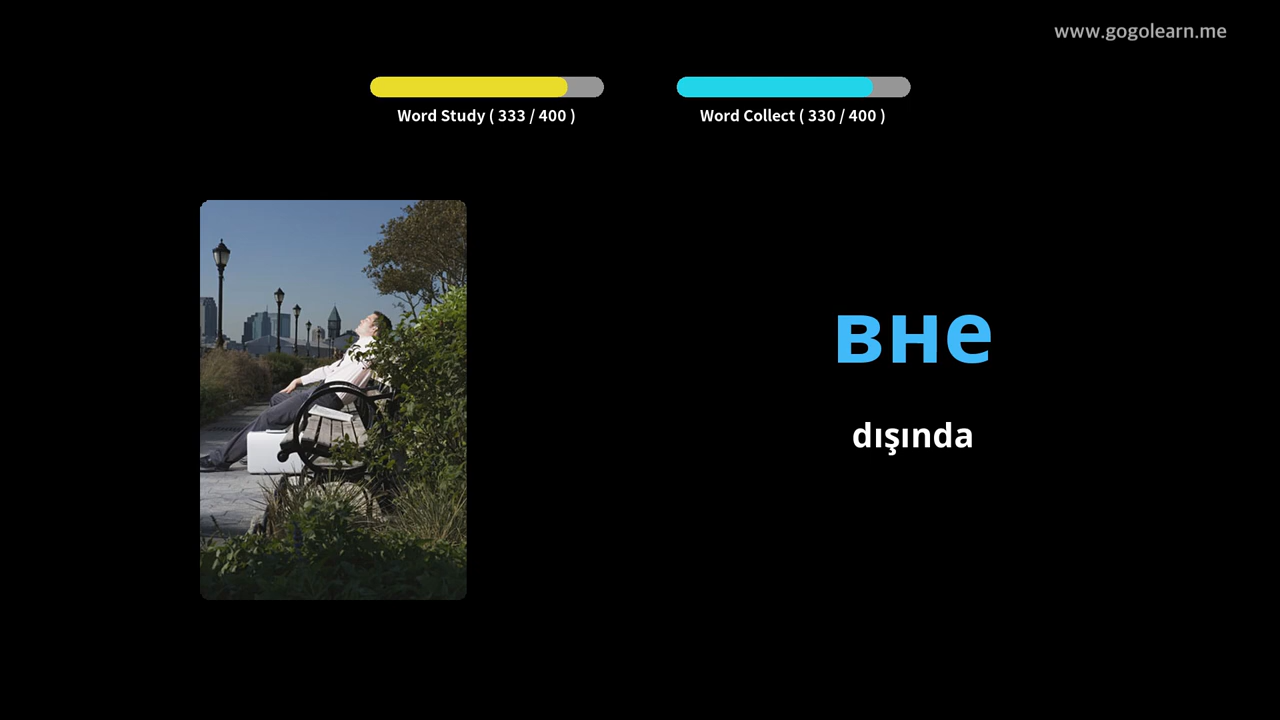 www.gogolearn.me
Word Study ( 333 / 400 )
Word Collect ( 330 / 400 )
вне
dışında